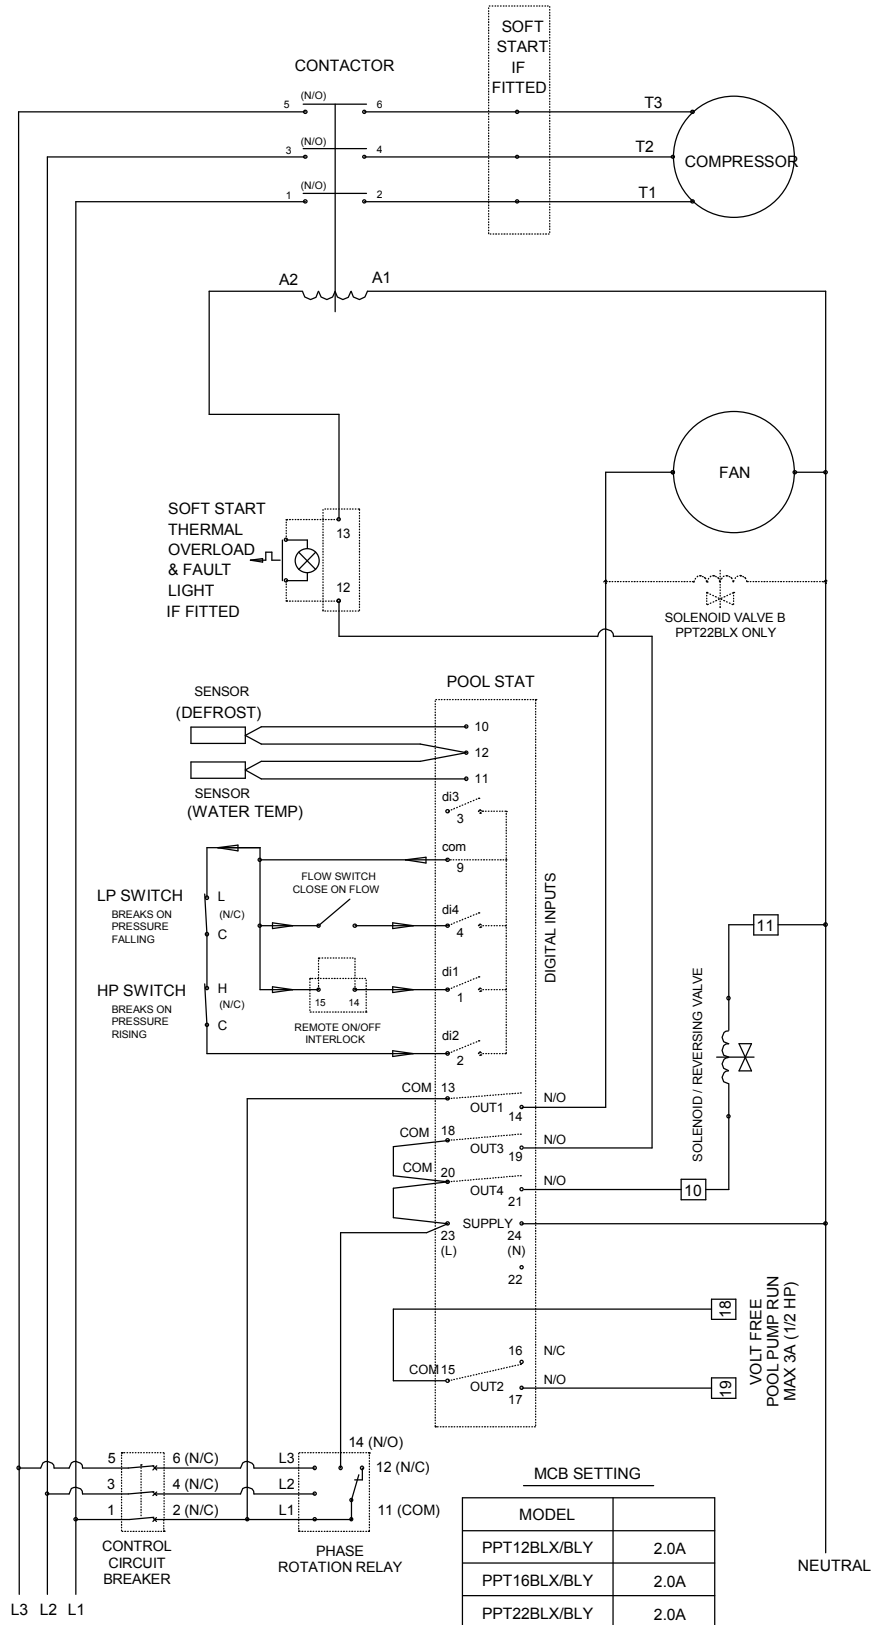 SOFT
START
IF
FITTED
CONTACTOR
5 (N/O) 6 T3
3 (N/O) 4 T2
COMPRESSOR
1 (N/O) 2 T1
A2 A1
FAN
SOFT START
THERMAL
OVERLOAD
& FAULT
LIGHT
IF FITTED
13
12
SOLENOID VALVE B
PPT22BLX ONLY
POOL STAT
SENSOR
(DEFROST)
10
12
11
SENSOR
(WATER TEMP)
di3
3
com
9
FLOW SWITCH
CLOSE ON FLOW
LP SWITCH
BREAKS ON
PRESSURE
FALLING
L
(N/C)
C
di4
4
DIGITAL INPUTS
11
HP SWITCH
BREAKS ON
PRESSURE
RISING
H
(N/C)
C
15 14
REMOTE ON/OFF
INTERLOCK
di1
1
di2
2
SOLENOID / REVERSING VALVE
COM 13
OUT1
14
N/O
COM 18
OUT3
19
N/O
COM 20
OUT4
21
N/O
10
SUPPLY
23
(L)
24
(N)
22
18
VOLT FREE
POOL PUMP RUN
MAX 3A (1/2 HP)
16 N/C
COM 15
OUT2
17
N/O
19
14 (N/O)
5 6 (N/C) L3
12 (N/C)
3 4 (N/C) L2
1 2 (N/C) L1
11 (COM)
CONTROL
CIRCUIT
BREAKER
PHASE
ROTATION RELAY
MCB SETTING
MODEL
PPT12BLX/BLY 2.0A
PPT16BLX/BLY 2.0A
PPT22BLX/BLY 2.0A
NEUTRAL
L3 L2 L1